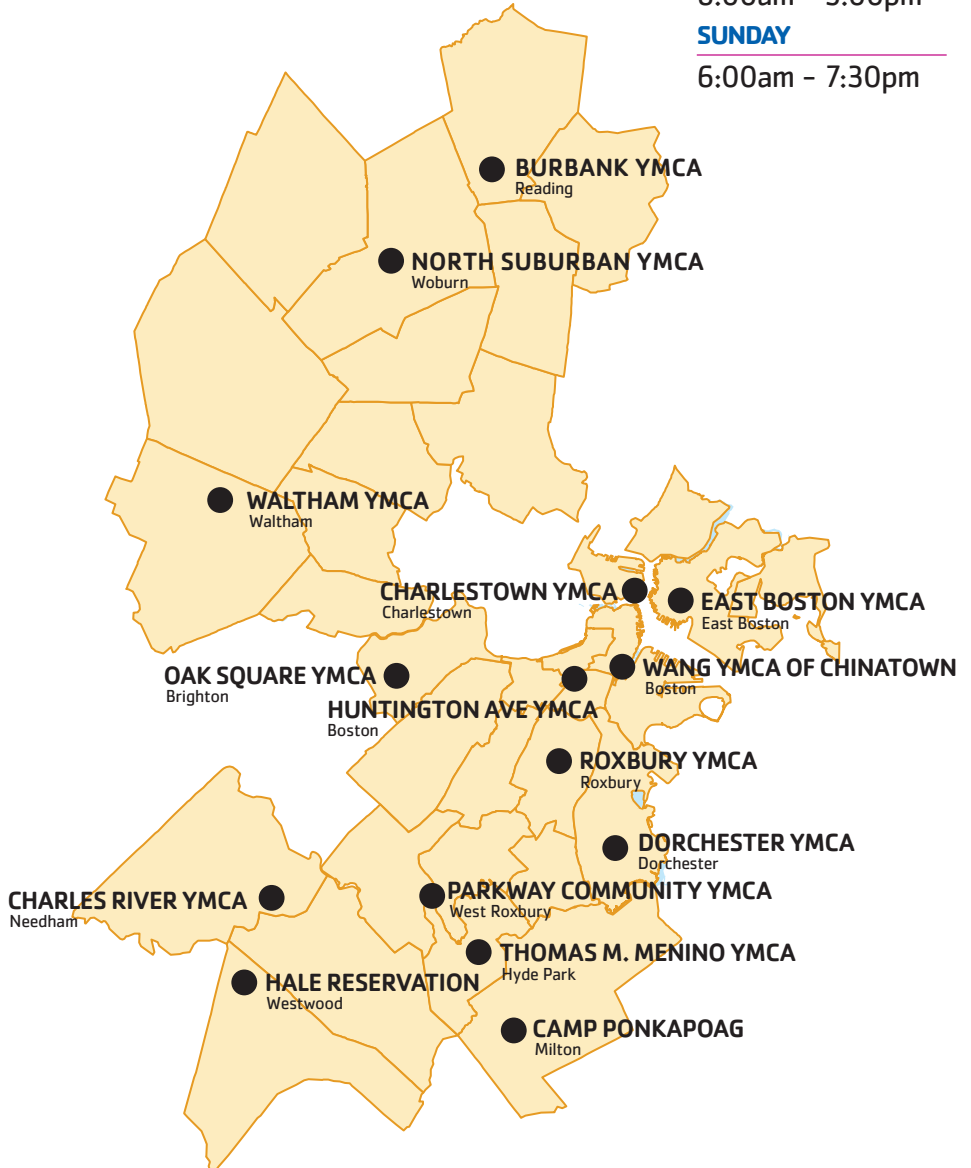 SUNDAY
6:00am - 7:30pm
BURBANK YMCA
Reading
NORTH SUBURBAN YMCA
Woburn
WALTHAM YMCA
Waltham
CHARLESTOWN YMCA
Charlestown
EAST BOSTON YMCA
East Boston
OAK SQUARE YMCA
Brighton
WANG YMCA OF CHINATOWN
Boston
HUNTINGTON AVE YMCA
Boston
ROXBURY YMCA
Roxbury
DORCHESTER YMCA
Dorchester
CHARLES RIVER YMCA
Needham
PARKWAY COMMUNITY YMCA
West Roxbury
THOMAS M. MENINO YMCA
Hyde Park
HALE RESERVATION
Westwood
CAMP PONKAPOAG
Milton